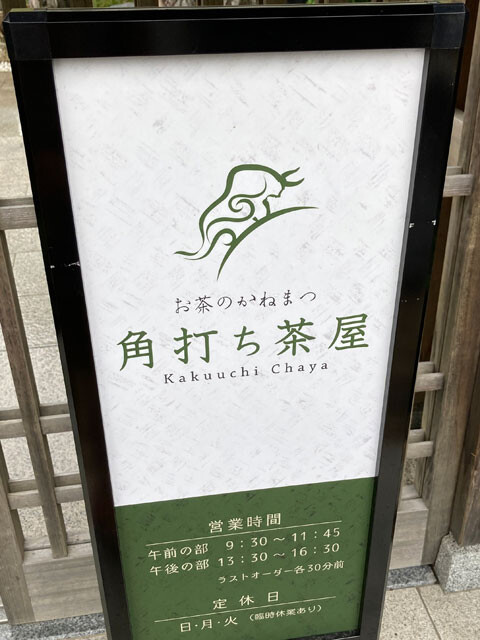 お茶のかねまつ
角打ち茶屋
Kakuuchi Chaya
営業時間
午前の部 9:30〜11:45
午後の部 13:30〜16:30
ラストオーダー各30分前
定休日
日・月・火 (臨時休業あり)